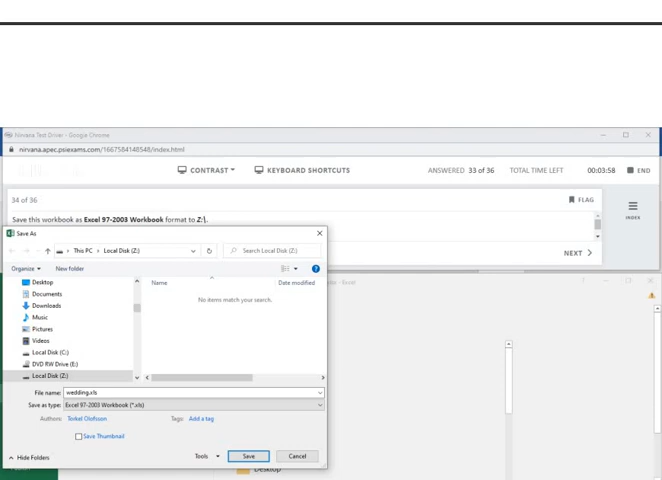 Nirvana Test Driver - Google Chrome
nirvana.apec.psiexams.com/1667584148548/index.html
CONTRAST KEYBOARD SHORTCUTS ANSWERED 33 of 36 TOTAL TIME LEFT 00:03:58 END
34 of 36 FLAG
Save this workbook as Excel 97-2003 Workbook format to Z:\.
INDEX
Save As
NEXT
This PC > Local Disk (Z:) Search Local Disk (Z:)
Organize New folder
- Excel
Desktop Name Date modified
Documents
No items match your search.
Downloads
Music
Pictures
Videos
Local Disk (C:)
DVD RW Drive (E:)
Local Disk (Z:)
File name: wedding.xls
Save as type: Excel 97-2003 Workbook (*.xls)
Authors: Torkel Olofsson Tags: Add a tag
Save Thumbnail
Hide Folders Tools Save Cancel
Desktop